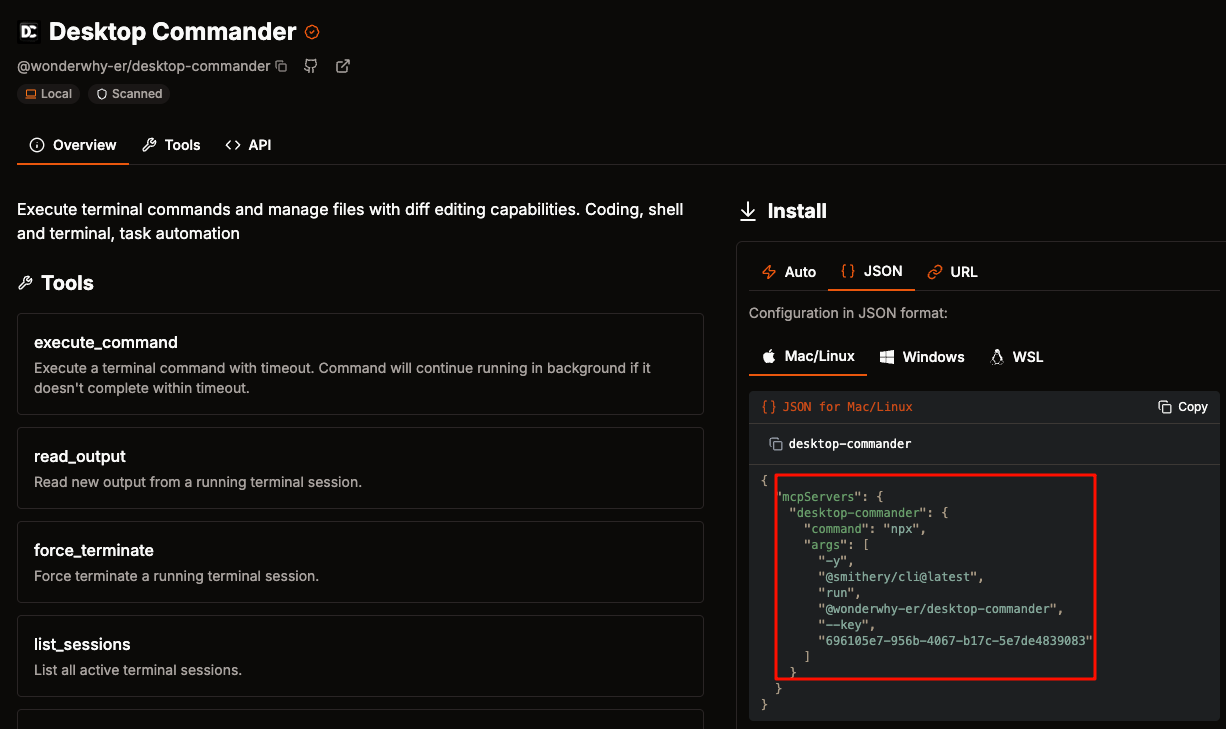 DC Desktop Commander
@wonderwhy-er/desktop-commander
Local Scanned
Overview Tools API
Execute terminal commands and manage files with diff editing capabilities. Coding, shell
and terminal, task automation
Tools
execute_command
Execute a terminal command with timeout. Command will continue running in background if it
doesn't complete within timeout.
read_output
Read new output from a running terminal session.
force_terminate
Force terminate a running terminal session.
list_sessions
List all active terminal sessions.
Install
Auto {} JSON URL
Configuration in JSON format:
Mac/Linux Windows WSL
{} JSON for Mac/Linux Copy
desktop-commander
{
"mcpServers": {
"desktop-commander": {
"command": "npx",
"args": [
"-y",
"@smithery/cli@latest",
"run",
"@wonderwhy-er/desktop-commander",
"--key",
"696105e7-956b-4067-b17c-5e7de4839083"
]
}
}
}